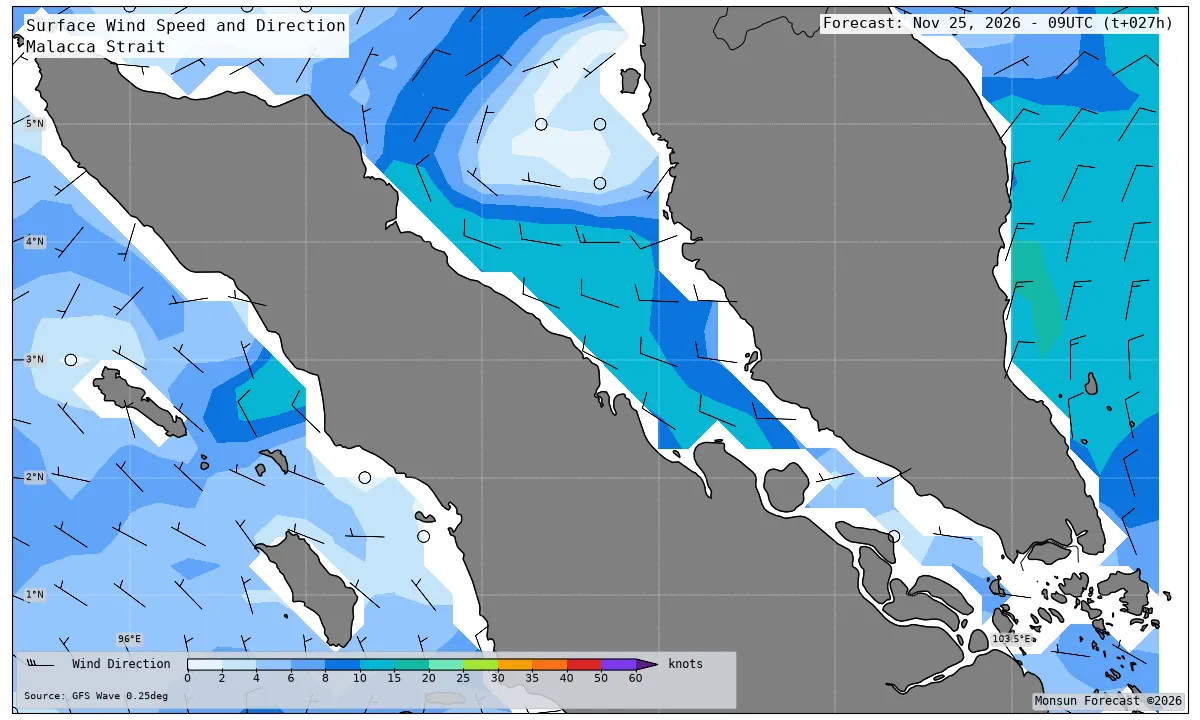 Surface Wind Speed and Direction
Malacca Strait
Forecast: Nov 25, 2026 - 09UTC (t+027h)
5°N
4°N
3°N
2°N
1°N
96°E
103.5°E
Wind Direction
0 2 4 6 8 10 15 20 25 30 35 40 50 60
knots
Source: GFS Wave 0.25deg
Monsun Forecast ©2026